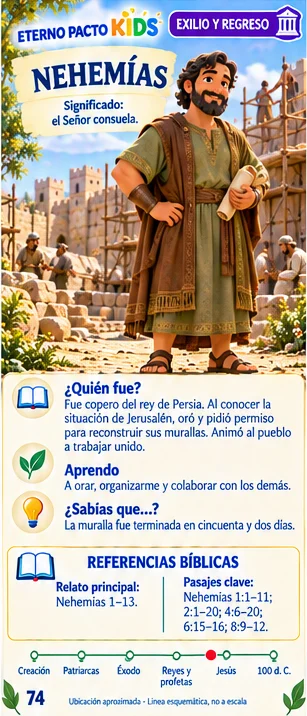 ETERNO PACTO KIDS
EXILIO Y REGRESO
NEHEMÍAS
Significado:
el Señor consuela.
¿Quién fue?
Fue copero del rey de Persia. Al conocer la
situación de Jerusalén, oró y pidió permiso
para reconstruir sus murallas. Animó al pueblo
a trabajar unido.
Aprendo
A orar, organizarme y colaborar con los demás.
¿Sabías que...?
La muralla fue terminada en cincuenta y dos días.
REFERENCIAS BÍBLICAS
Relato principal:
Nehemías 1–13.
Pasajes clave:
Nehemías 1:1–11;
2:1–20; 4:6–20;
6:15–16; 8:9–12.
Creación
Patriarcas
Éxodo
Reyes y
profetas
Jesús
100 d. C.
74
Ubicación aproximada · Línea esquemática, no a escala